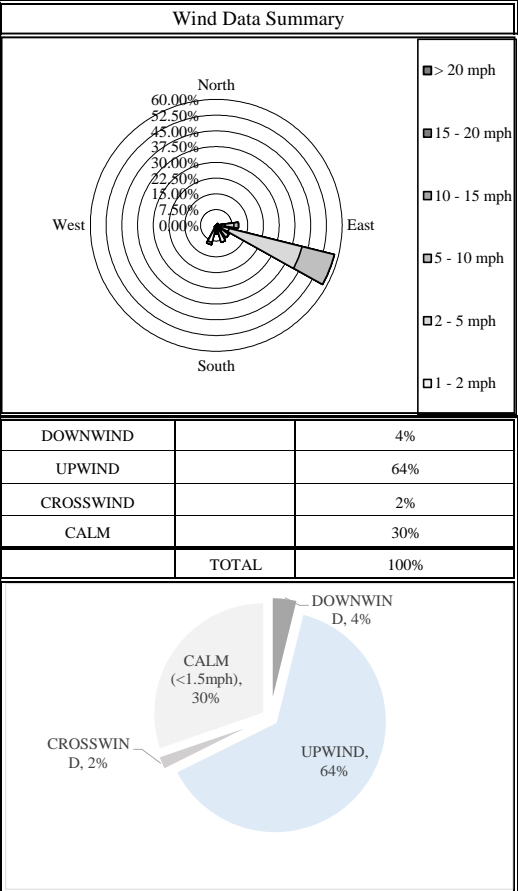 Wind Data Summary
North
60.00%
52.50%
45.00%
37.50%
30.00%
22.50%
15.00%
7.50%
0.00%
West
East
South
> 20 mph
15 - 20 mph
10 - 15 mph
5 - 10 mph
2 - 5 mph
1 - 2 mph
DOWNWIND 4%
UPWIND 64%
CROSSWIND 2%
CALM 30%
TOTAL 100%
DOWNWIN
D, 4%
CALM
(<1.5mph),
30%
CROSSWIN
D, 2%
UPWIND,
64%